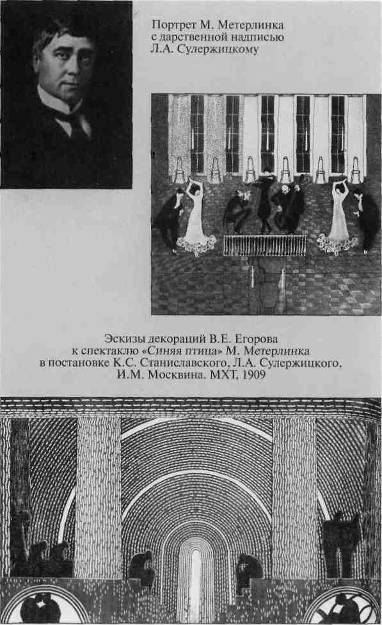 Портрет М. Метерлинка
с дарственной надписью
Л.А. Сулержицкому
Эскизы декораций В.Е. Егорова
к спектаклю «Синяя птица» М. Метерлинка
в постановке К.С. Станиславского, Л.А. Сулержицкого,
И.М. Москвина. МХТ, 1909